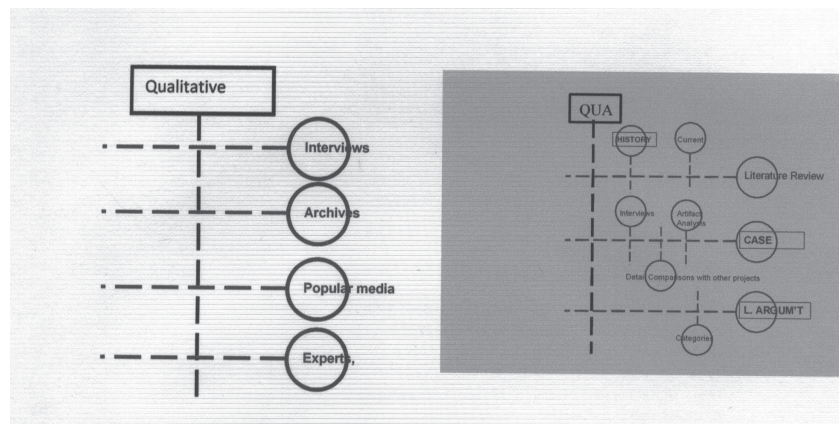 Qualitative
Interviews
Archives
Popular media
Experts,
QUA
HISTORY
Current
Literature Review
Interviews
Artifact
Analysis
CASE
Detail Comparisons with other projects
L. ARGUM'T
Categories